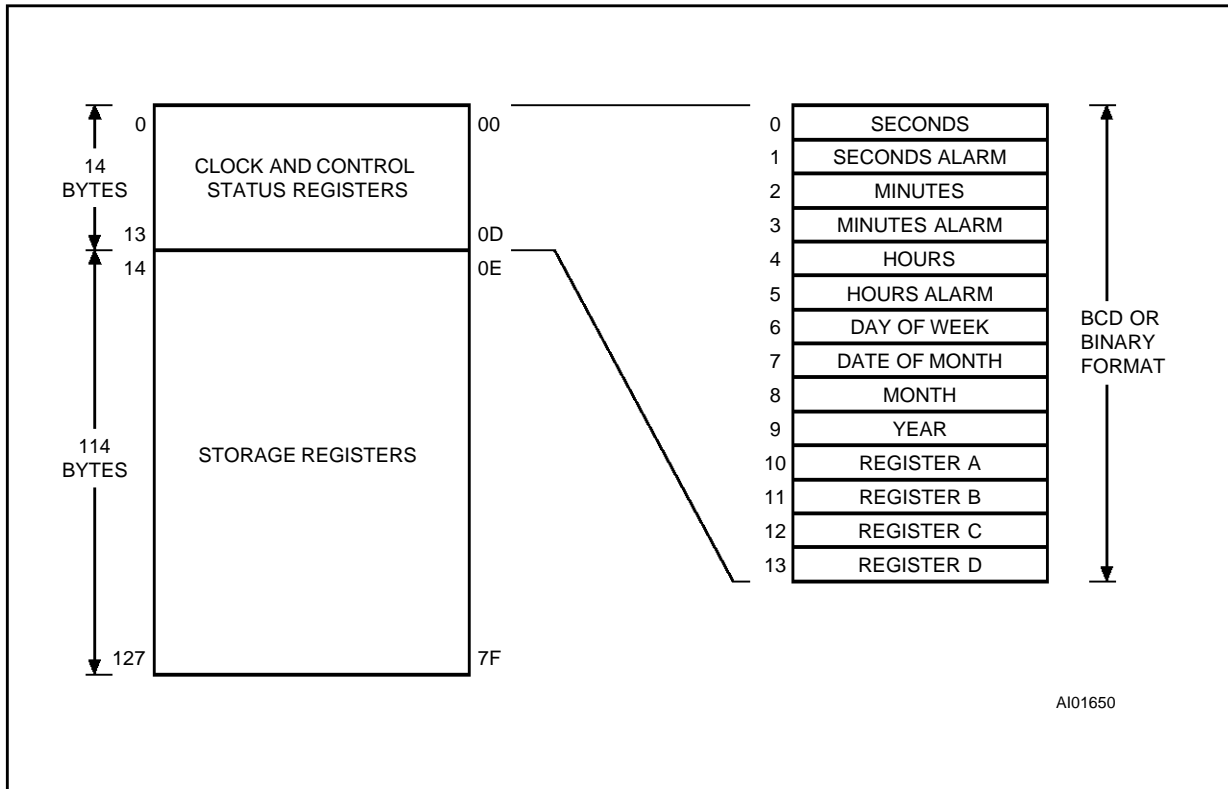 14
BYTES
0
00
CLOCK AND CONTROL
STATUS REGISTERS
13
0D
14
0E
114
BYTES
STORAGE REGISTERS
127
7F
0 SECONDS
1 SECONDS ALARM
2 MINUTES
3 MINUTES ALARM
4 HOURS
5 HOURS ALARM
6 DAY OF WEEK
7 DATE OF MONTH
8 MONTH
9 YEAR
10 REGISTER A
11 REGISTER B
12 REGISTER C
13 REGISTER D
BCD OR
BINARY
FORMAT
AI01650